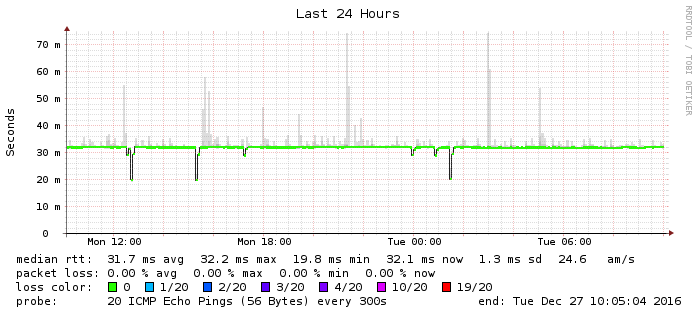 Last 24 Hours
RRDTOOL / TOBI OETIKER
Seconds
70 m
60 m
50 m
40 m
30 m
20 m
10 m
0
Mon 12:00 Mon 18:00 Tue 00:00 Tue 06:00
median rtt: 31.7 ms avg 32.2 ms max 19.8 ms min 32.1 ms now 1.3 ms sd 24.6 am/s
packet loss: 0.00 % avg 0.00 % max 0.00 % min 0.00 % now
loss color: 0 1/20 2/20 3/20 4/20 10/20 19/20
probe: 20 ICMP Echo Pings (56 Bytes) every 300s end: Tue Dec 27 10:05:04 2016